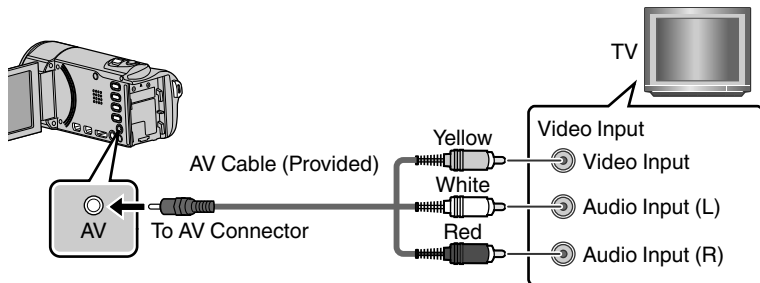 TV
Video Input
Yellow
Video Input
AV Cable (Provided)
White
Audio Input (L)
AV
To AV Connector
Red
Audio Input (R)